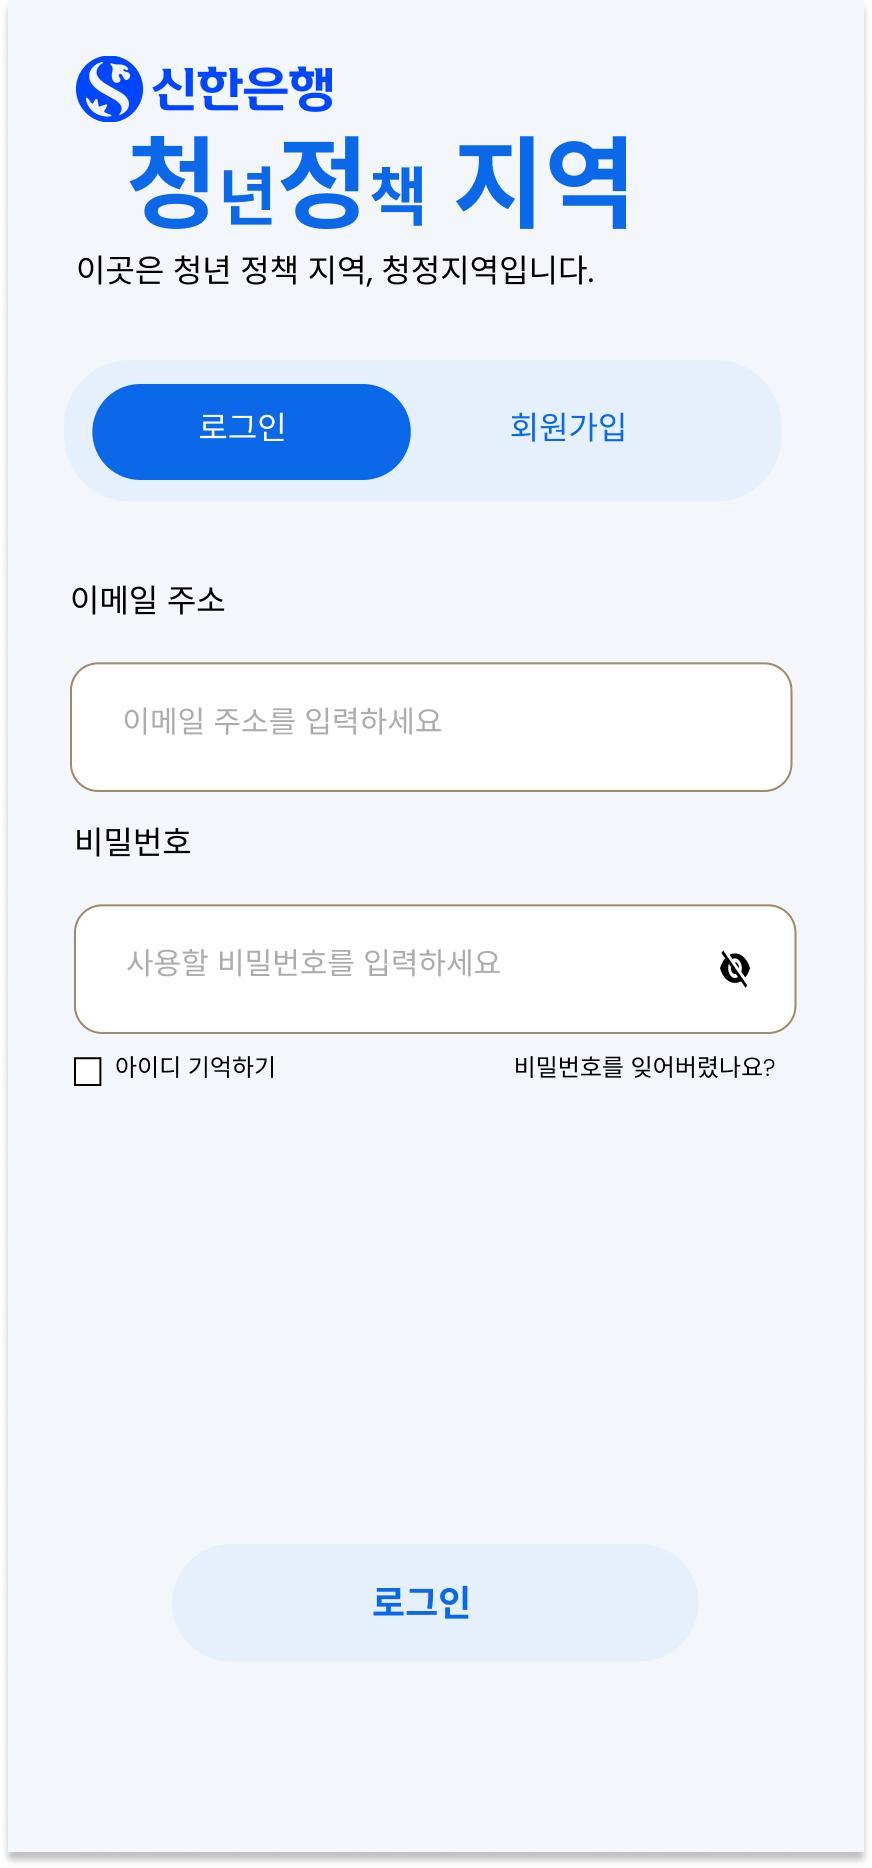 신한은행
청년정책 지역
이곳은 청년 정책 지역, 청정지역입니다.
로그인 회원가입
이메일 주소
이메일 주소를 입력하세요
비밀번호
사용할 비밀번호를 입력하세요
아이디 기억하기 비밀번호를 잊어버렸나요?
로그인